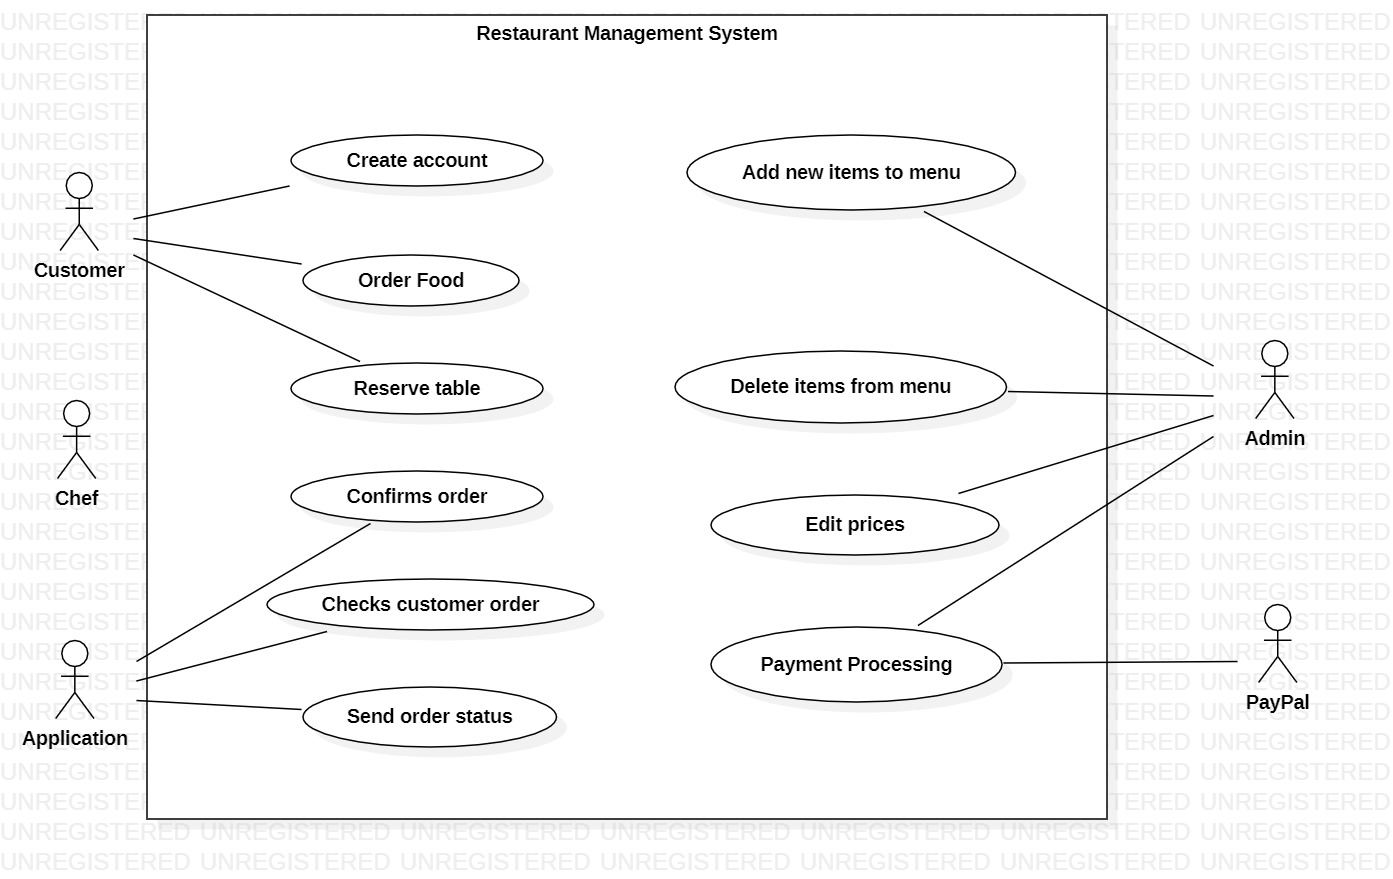 Restaurant Management System
Create account
Add new items to menu
Customer
Order Food
Reserve table
Delete items from menu
Admin
Chef
Confirms order
Edit prices
Checks customer order
Payment Processing
PayPal
Send order status
Application
UNREGISTERED UNREGISTERED UNREGISTERED UNREGISTERED UNREGISTERED UNREGISTERED UNREGISTERED